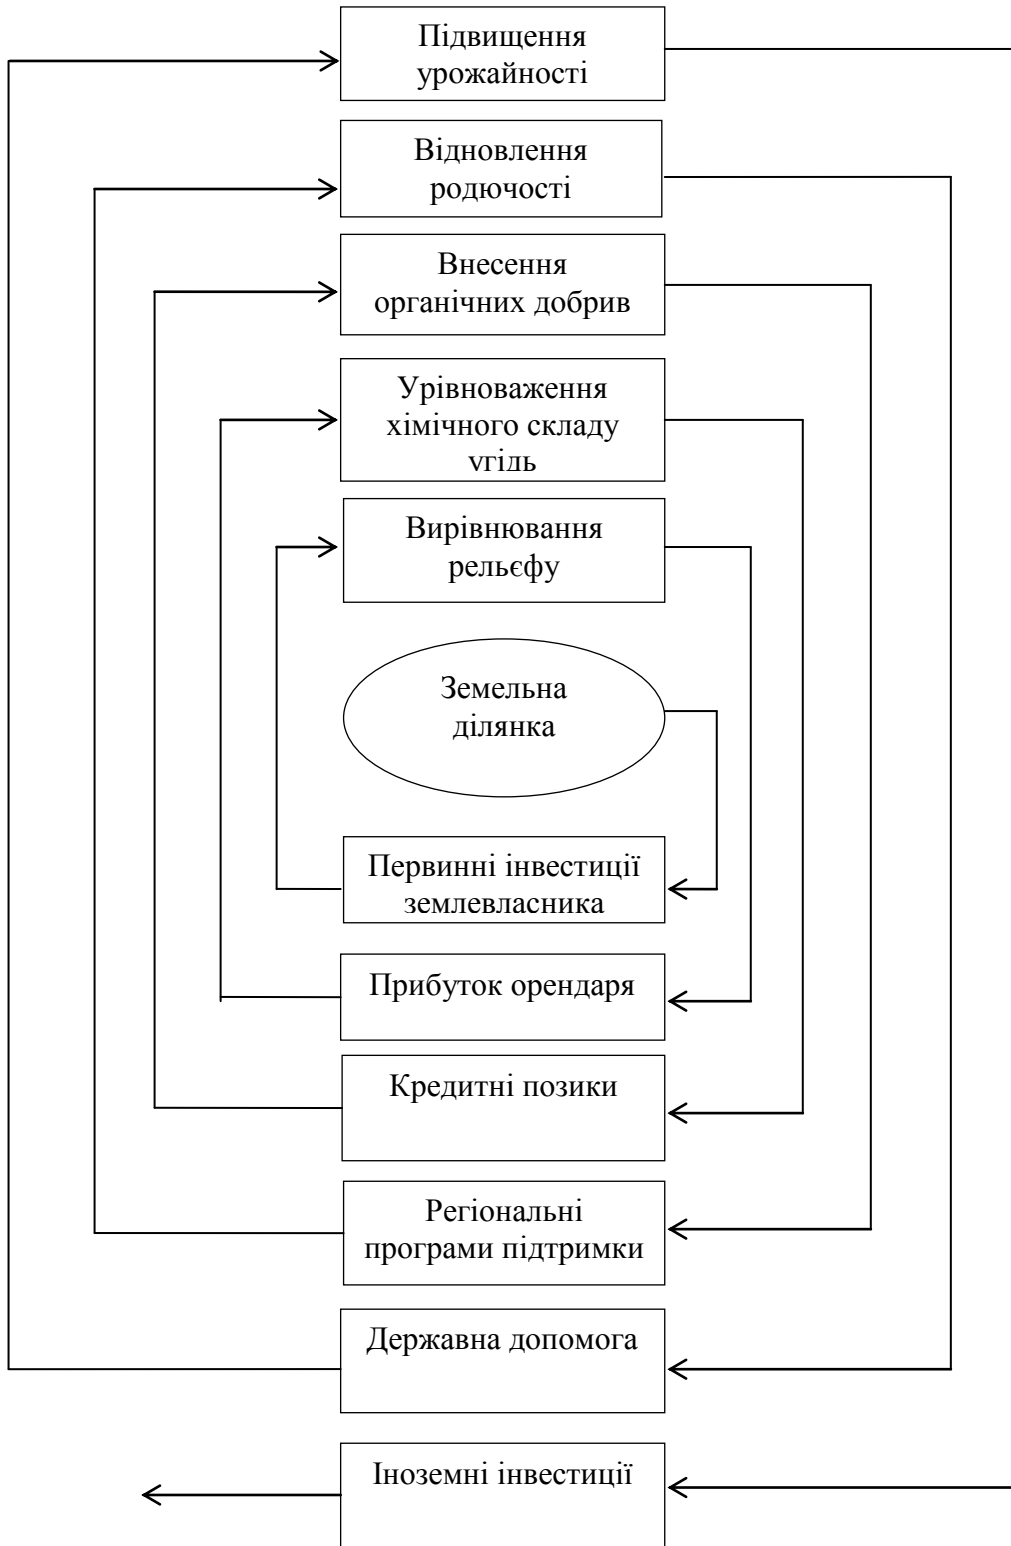 Підвищення
урожайності
Відновлення
родючості
Внесення
органічних добрив
Урівноваження
хімічного складу
угідь
Вирівнювання
рельєфу
Земельна
ділянка
Первинні інвестиції
землевласника
Прибуток орендаря
Кредитні позики
Регіональні
програми підтримки
Державна допомога
Іноземні інвестиції